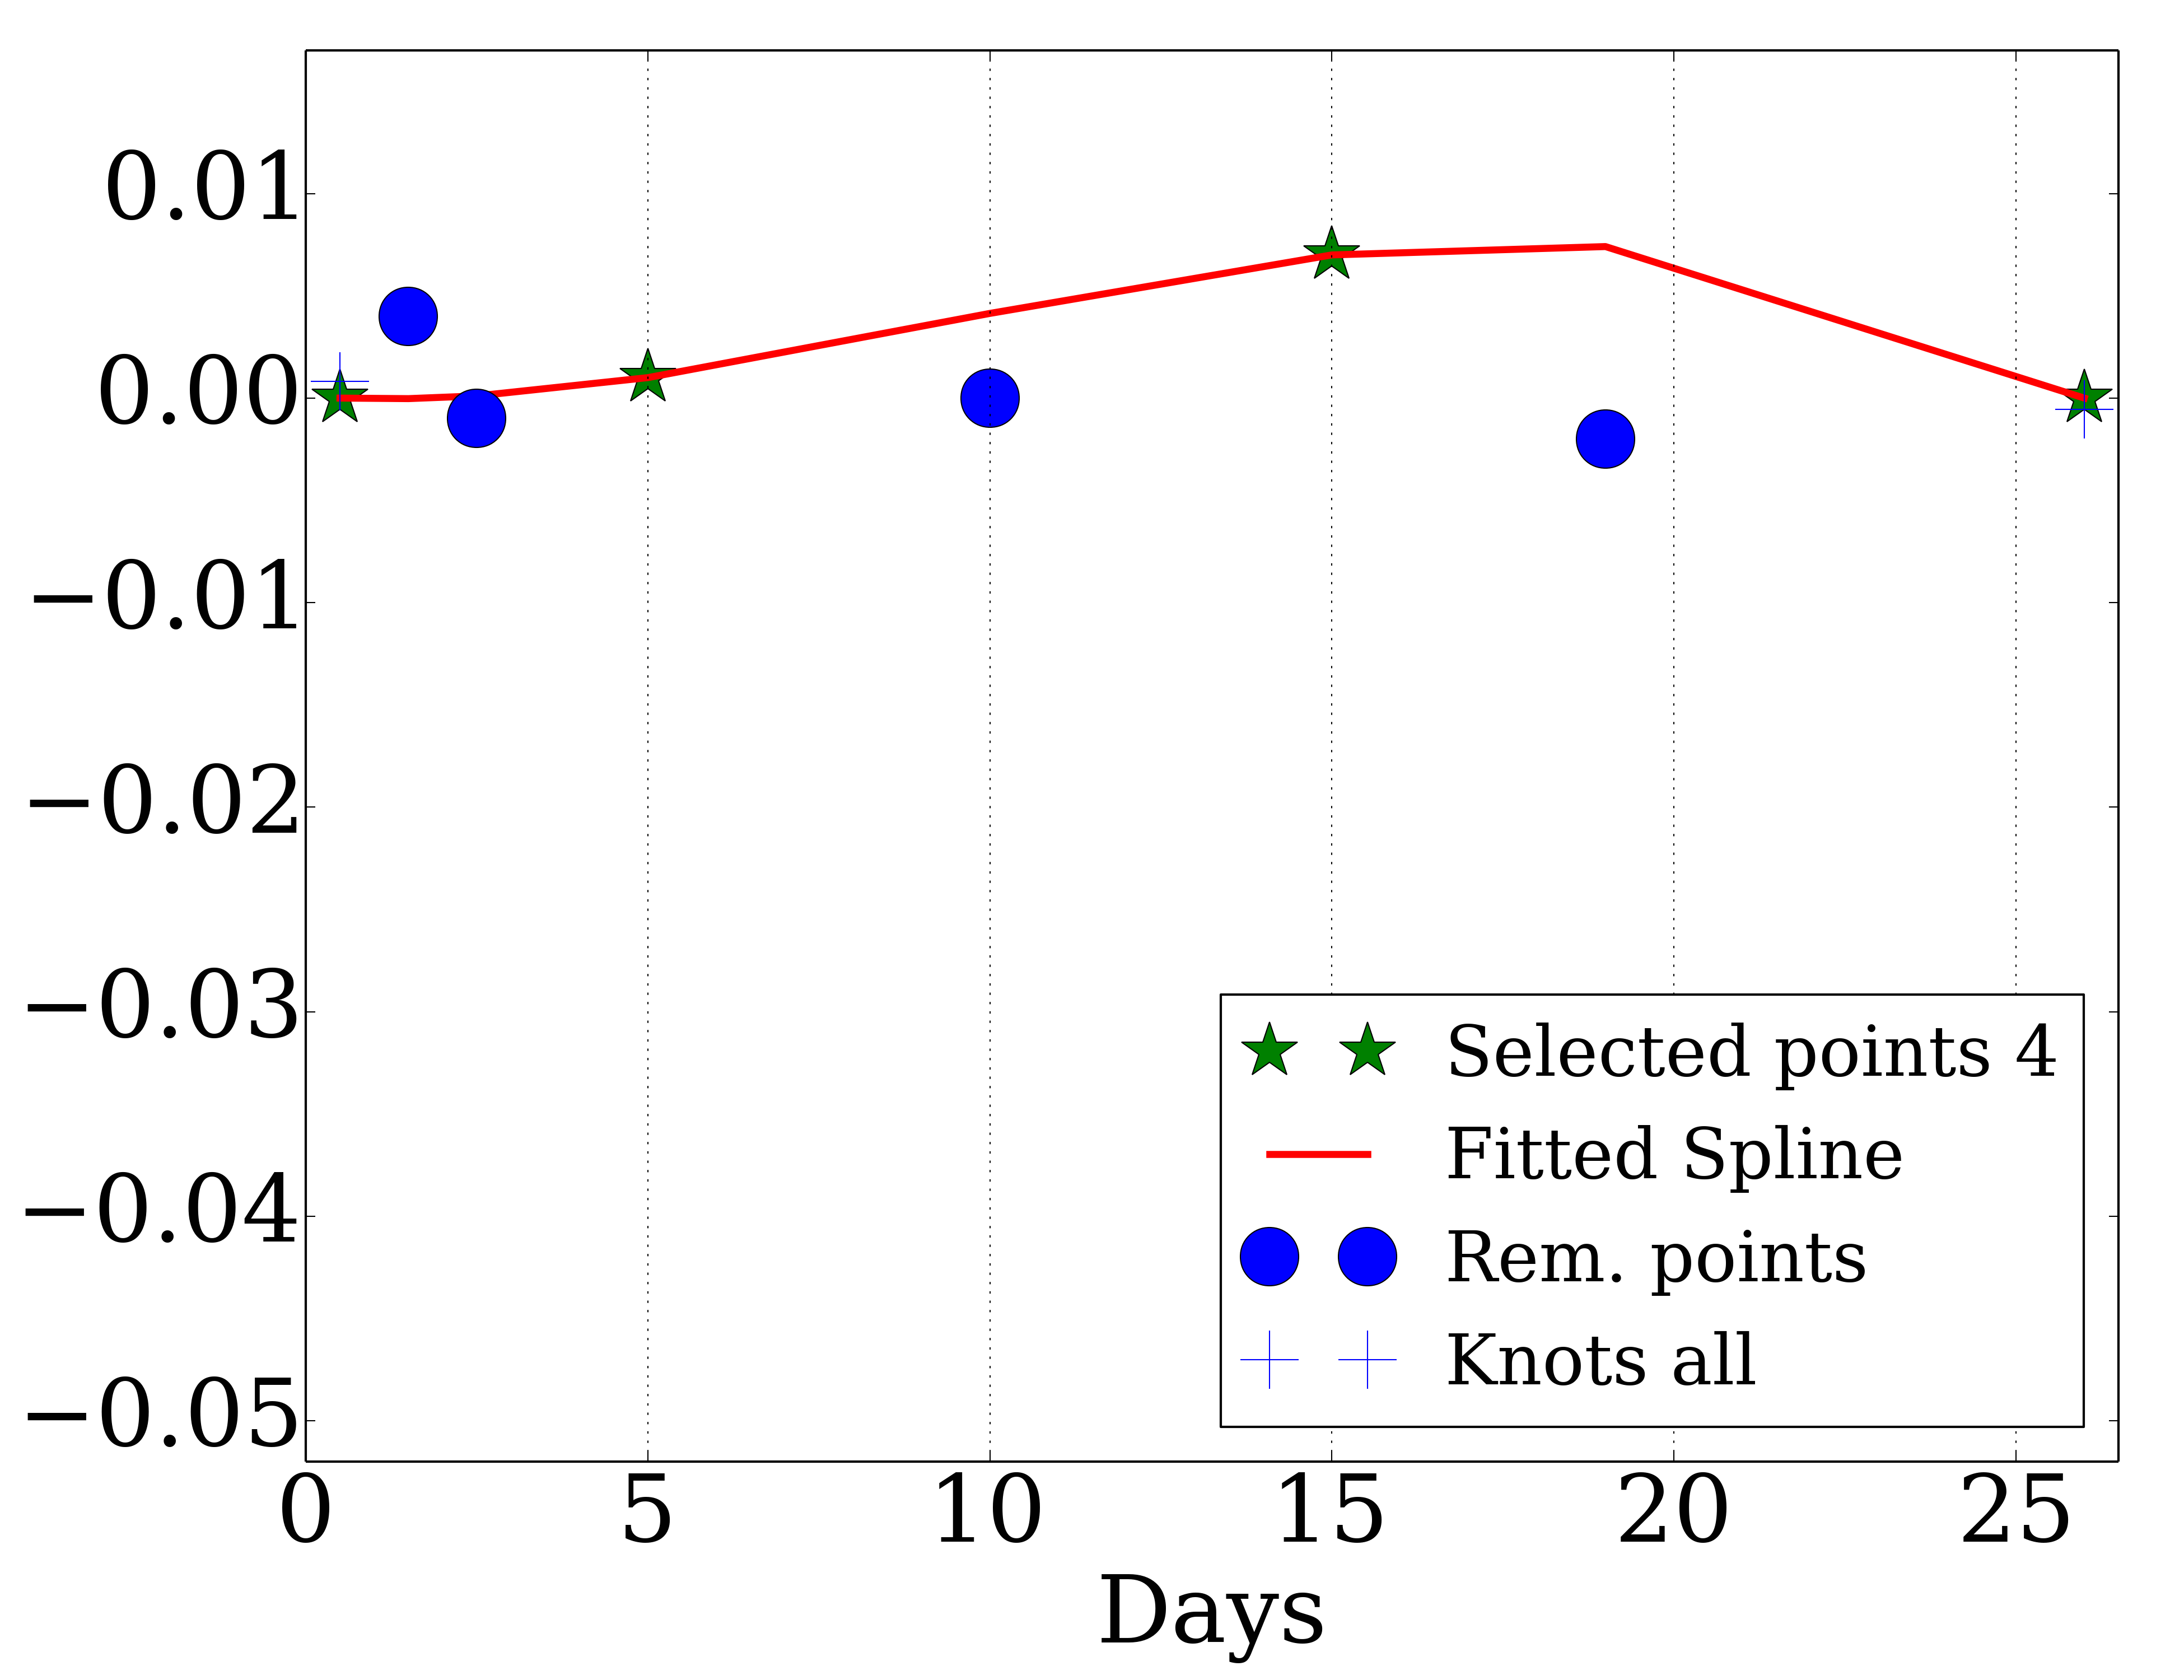 0.01
0.00
−0.01
−0.02
−0.03
−0.04
−0.05
Selected points 4
Fitted Spline
Rem. points
Knots all
0 5 10 15 20 25
Days